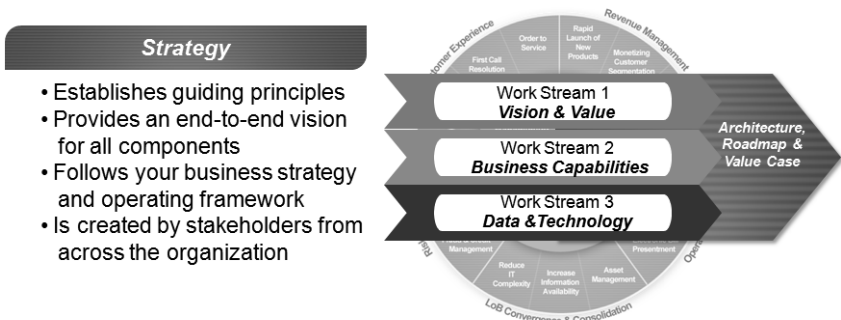 Strategy
• Establishes guiding principles
• Provides an end-to-end vision
for all components
• Follows your business strategy
and operating framework
• Is created by stakeholders from
across the organization
Customer Experience
Revenue Management
First Call
Resolution
Order to
Service
Rapid
Launch of
New
Products
Monetizing
Customer
Segmentation
Work Stream 1
Vision & Value
Work Stream 2
Business Capabilities
Work Stream 3
Data &Technology
Architecture,
Roadmap &
Value Case
Management
Reduce
IT
Complexity
Increase
Information
Availability
Asset
Management
Presentment
LoB Convergence & Consolidation